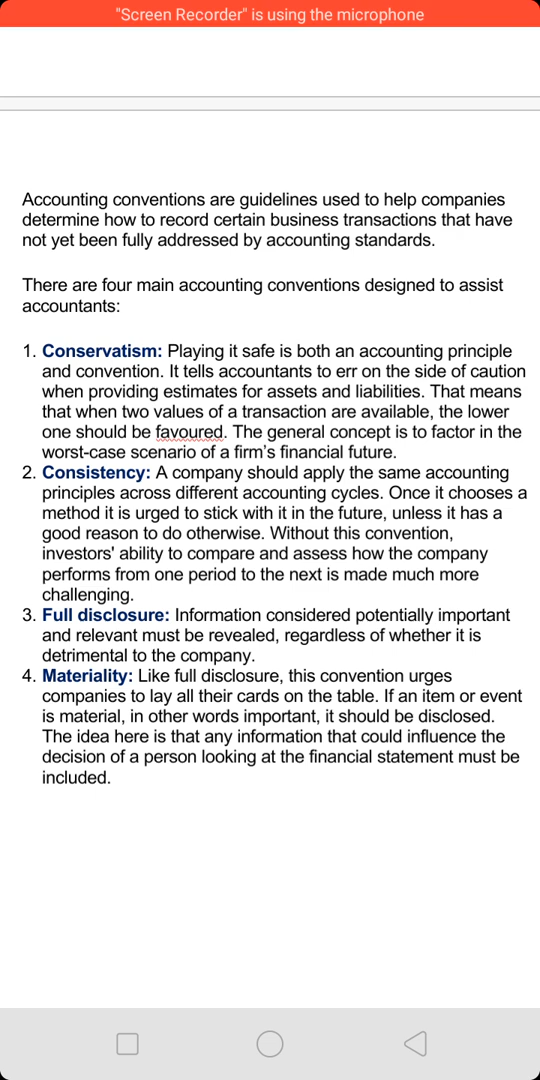 "Screen Recorder" is using the microphone
Accounting conventions are guidelines used to help companies
determine how to record certain business transactions that have
not yet been fully addressed by accounting standards.
There are four main accounting conventions designed to assist
accountants:
1. Conservatism: Playing it safe is both an accounting principle
and convention. It tells accountants to err on the side of caution
when providing estimates for assets and liabilities. That means
that when two values of a transaction are available, the lower
one should be favoured. The general concept is to factor in the
worst-case scenario of a firm's financial future.
2. Consistency: A company should apply the same accounting
principles across different accounting cycles. Once it chooses a
method it is urged to stick with it in the future, unless it has a
good reason to do otherwise. Without this convention,
investors' ability to compare and assess how the company
performs from one period to the next is made much more
challenging.
3. Full disclosure: Information considered potentially important
and relevant must be revealed, regardless of whether it is
detrimental to the company.
4. Materiality: Like full disclosure, this convention urges
companies to lay all their cards on the table. If an item or event
is material, in other words important, it should be disclosed.
The idea here is that any information that could influence the
decision of a person looking at the financial statement must be
included.